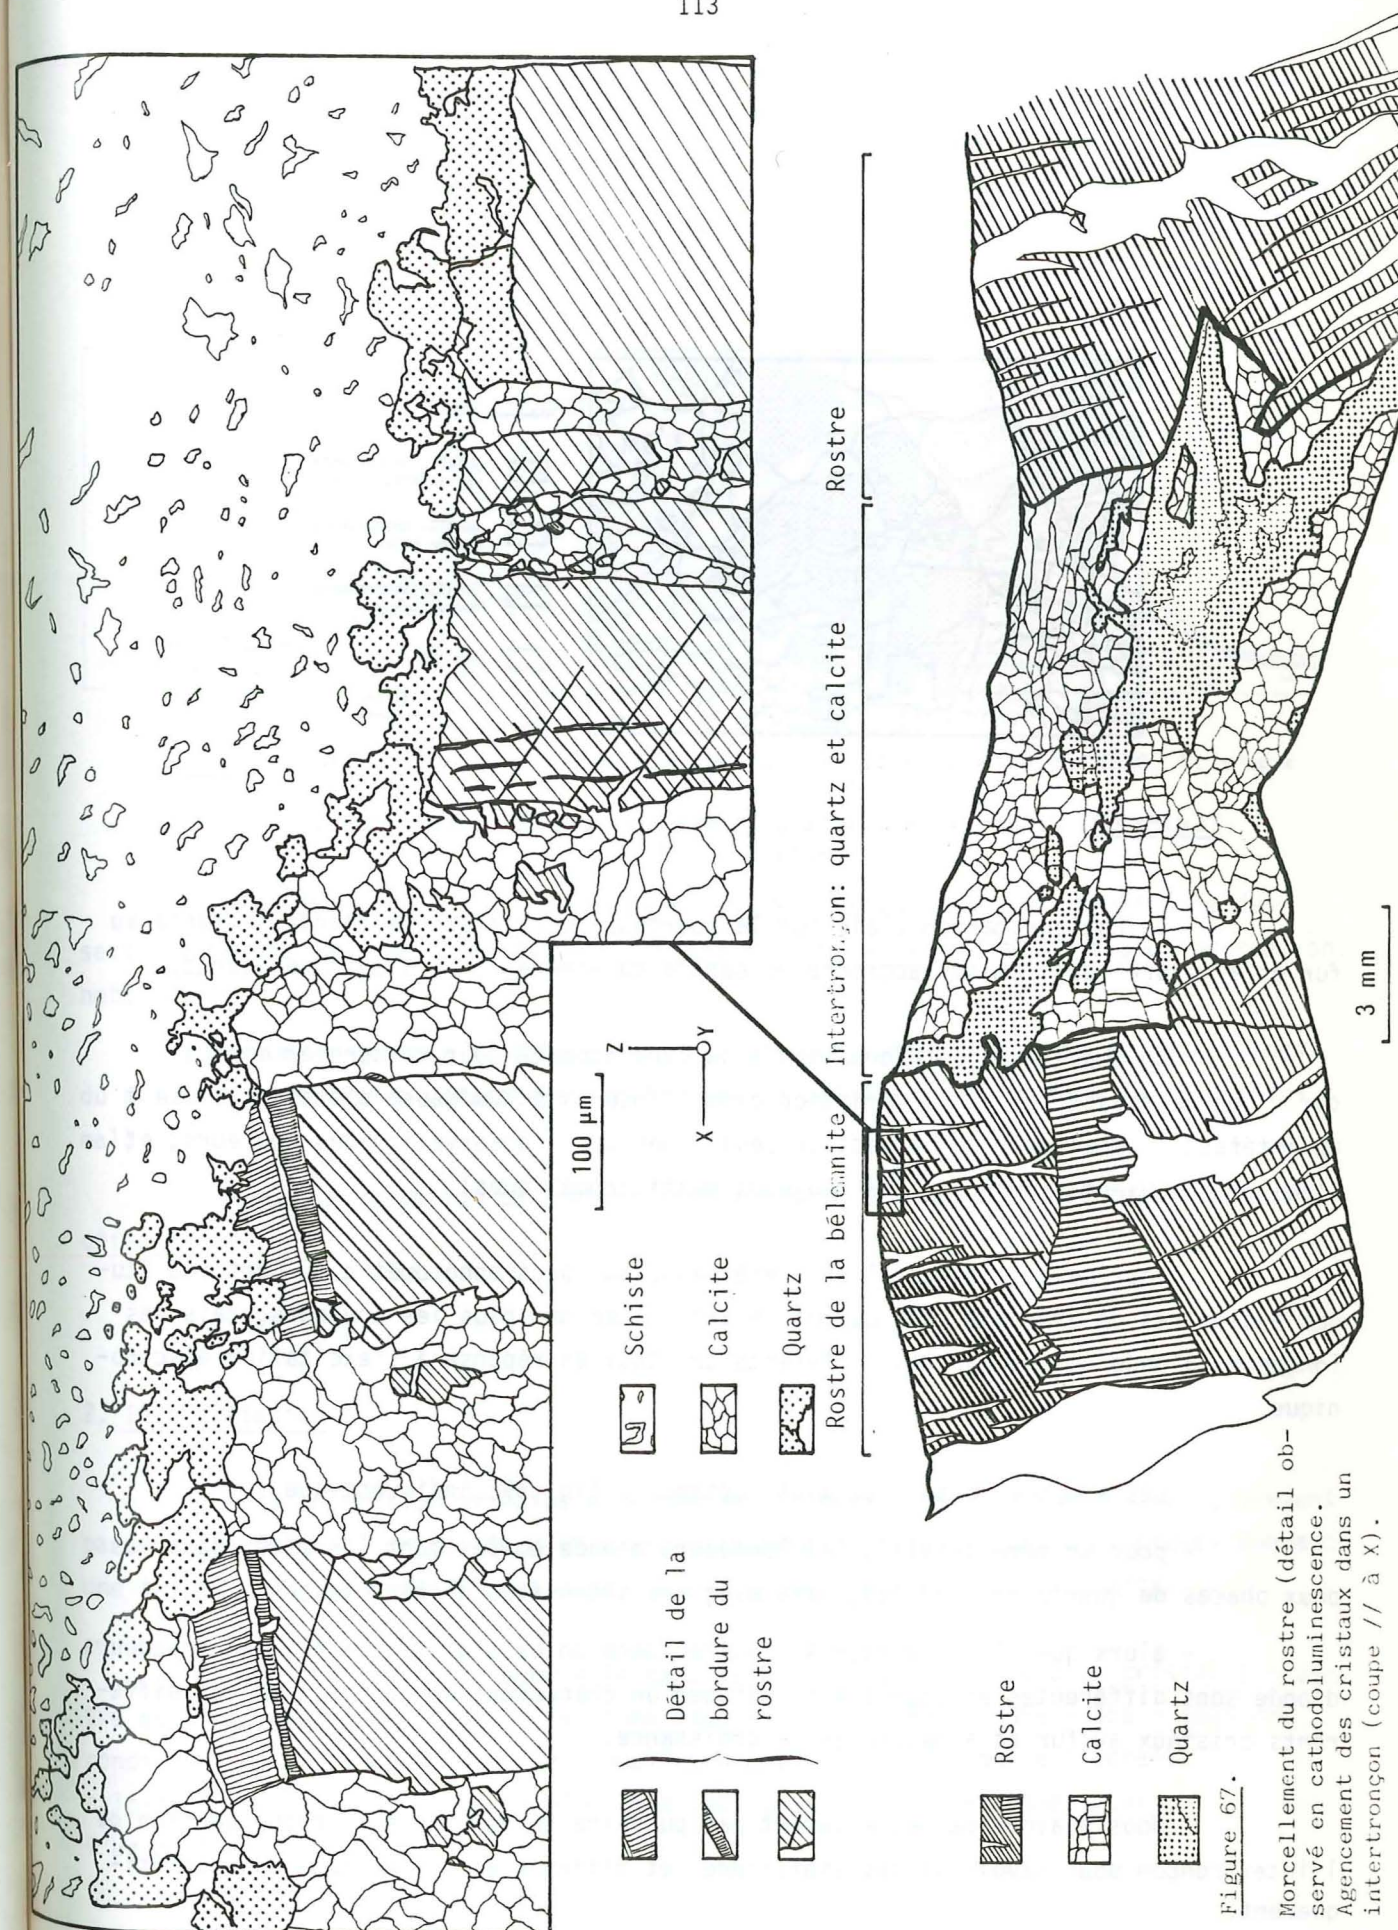 113
100 µm
Z
X
Y
Schiste
Calcite
Quartz
Détail de la
bordure du
rostre
Rostre de la bélemnite
Intertronçon: quartz et calcite
Rostre
3 mm
Rostre
Calcite
Quartz
Figure 67.
Morcellement du rostre (détail ob-
servé en cathodoluminescence.
Agencement des cristaux dans un
intertronçon (coupe // à X).